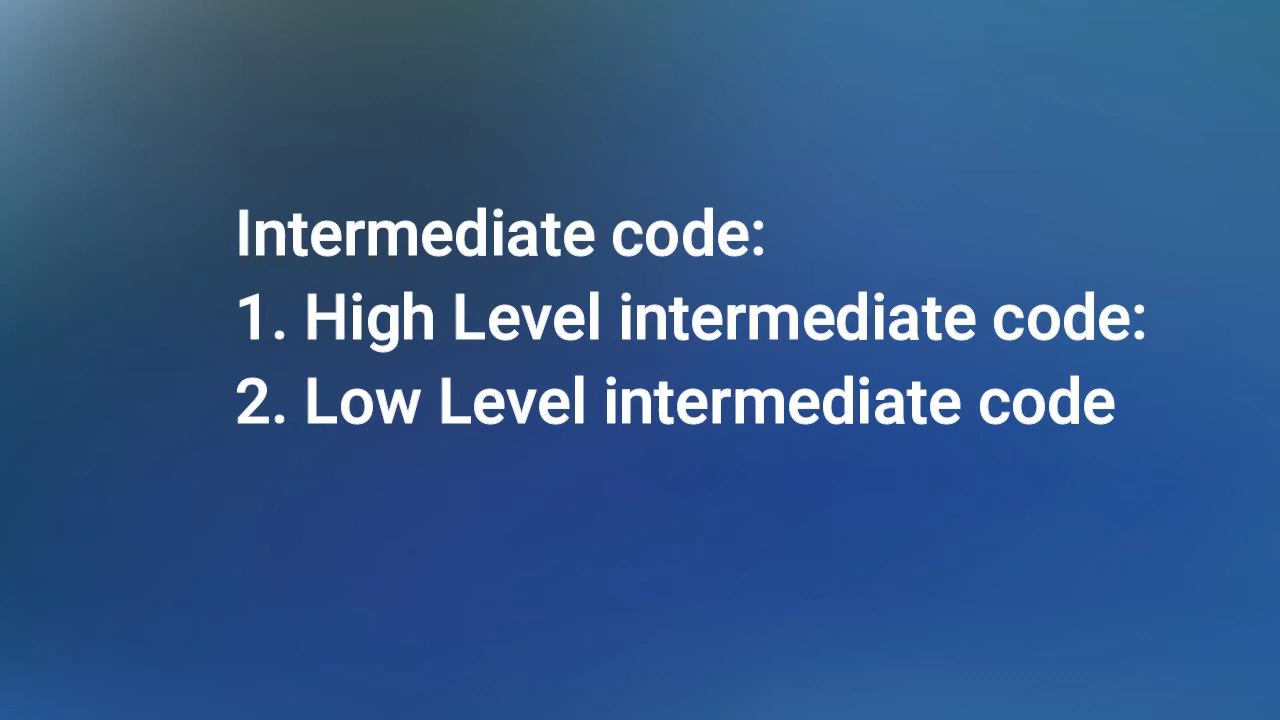 Intermediate code:
1. High Level intermediate code:
2. Low Level intermediate code